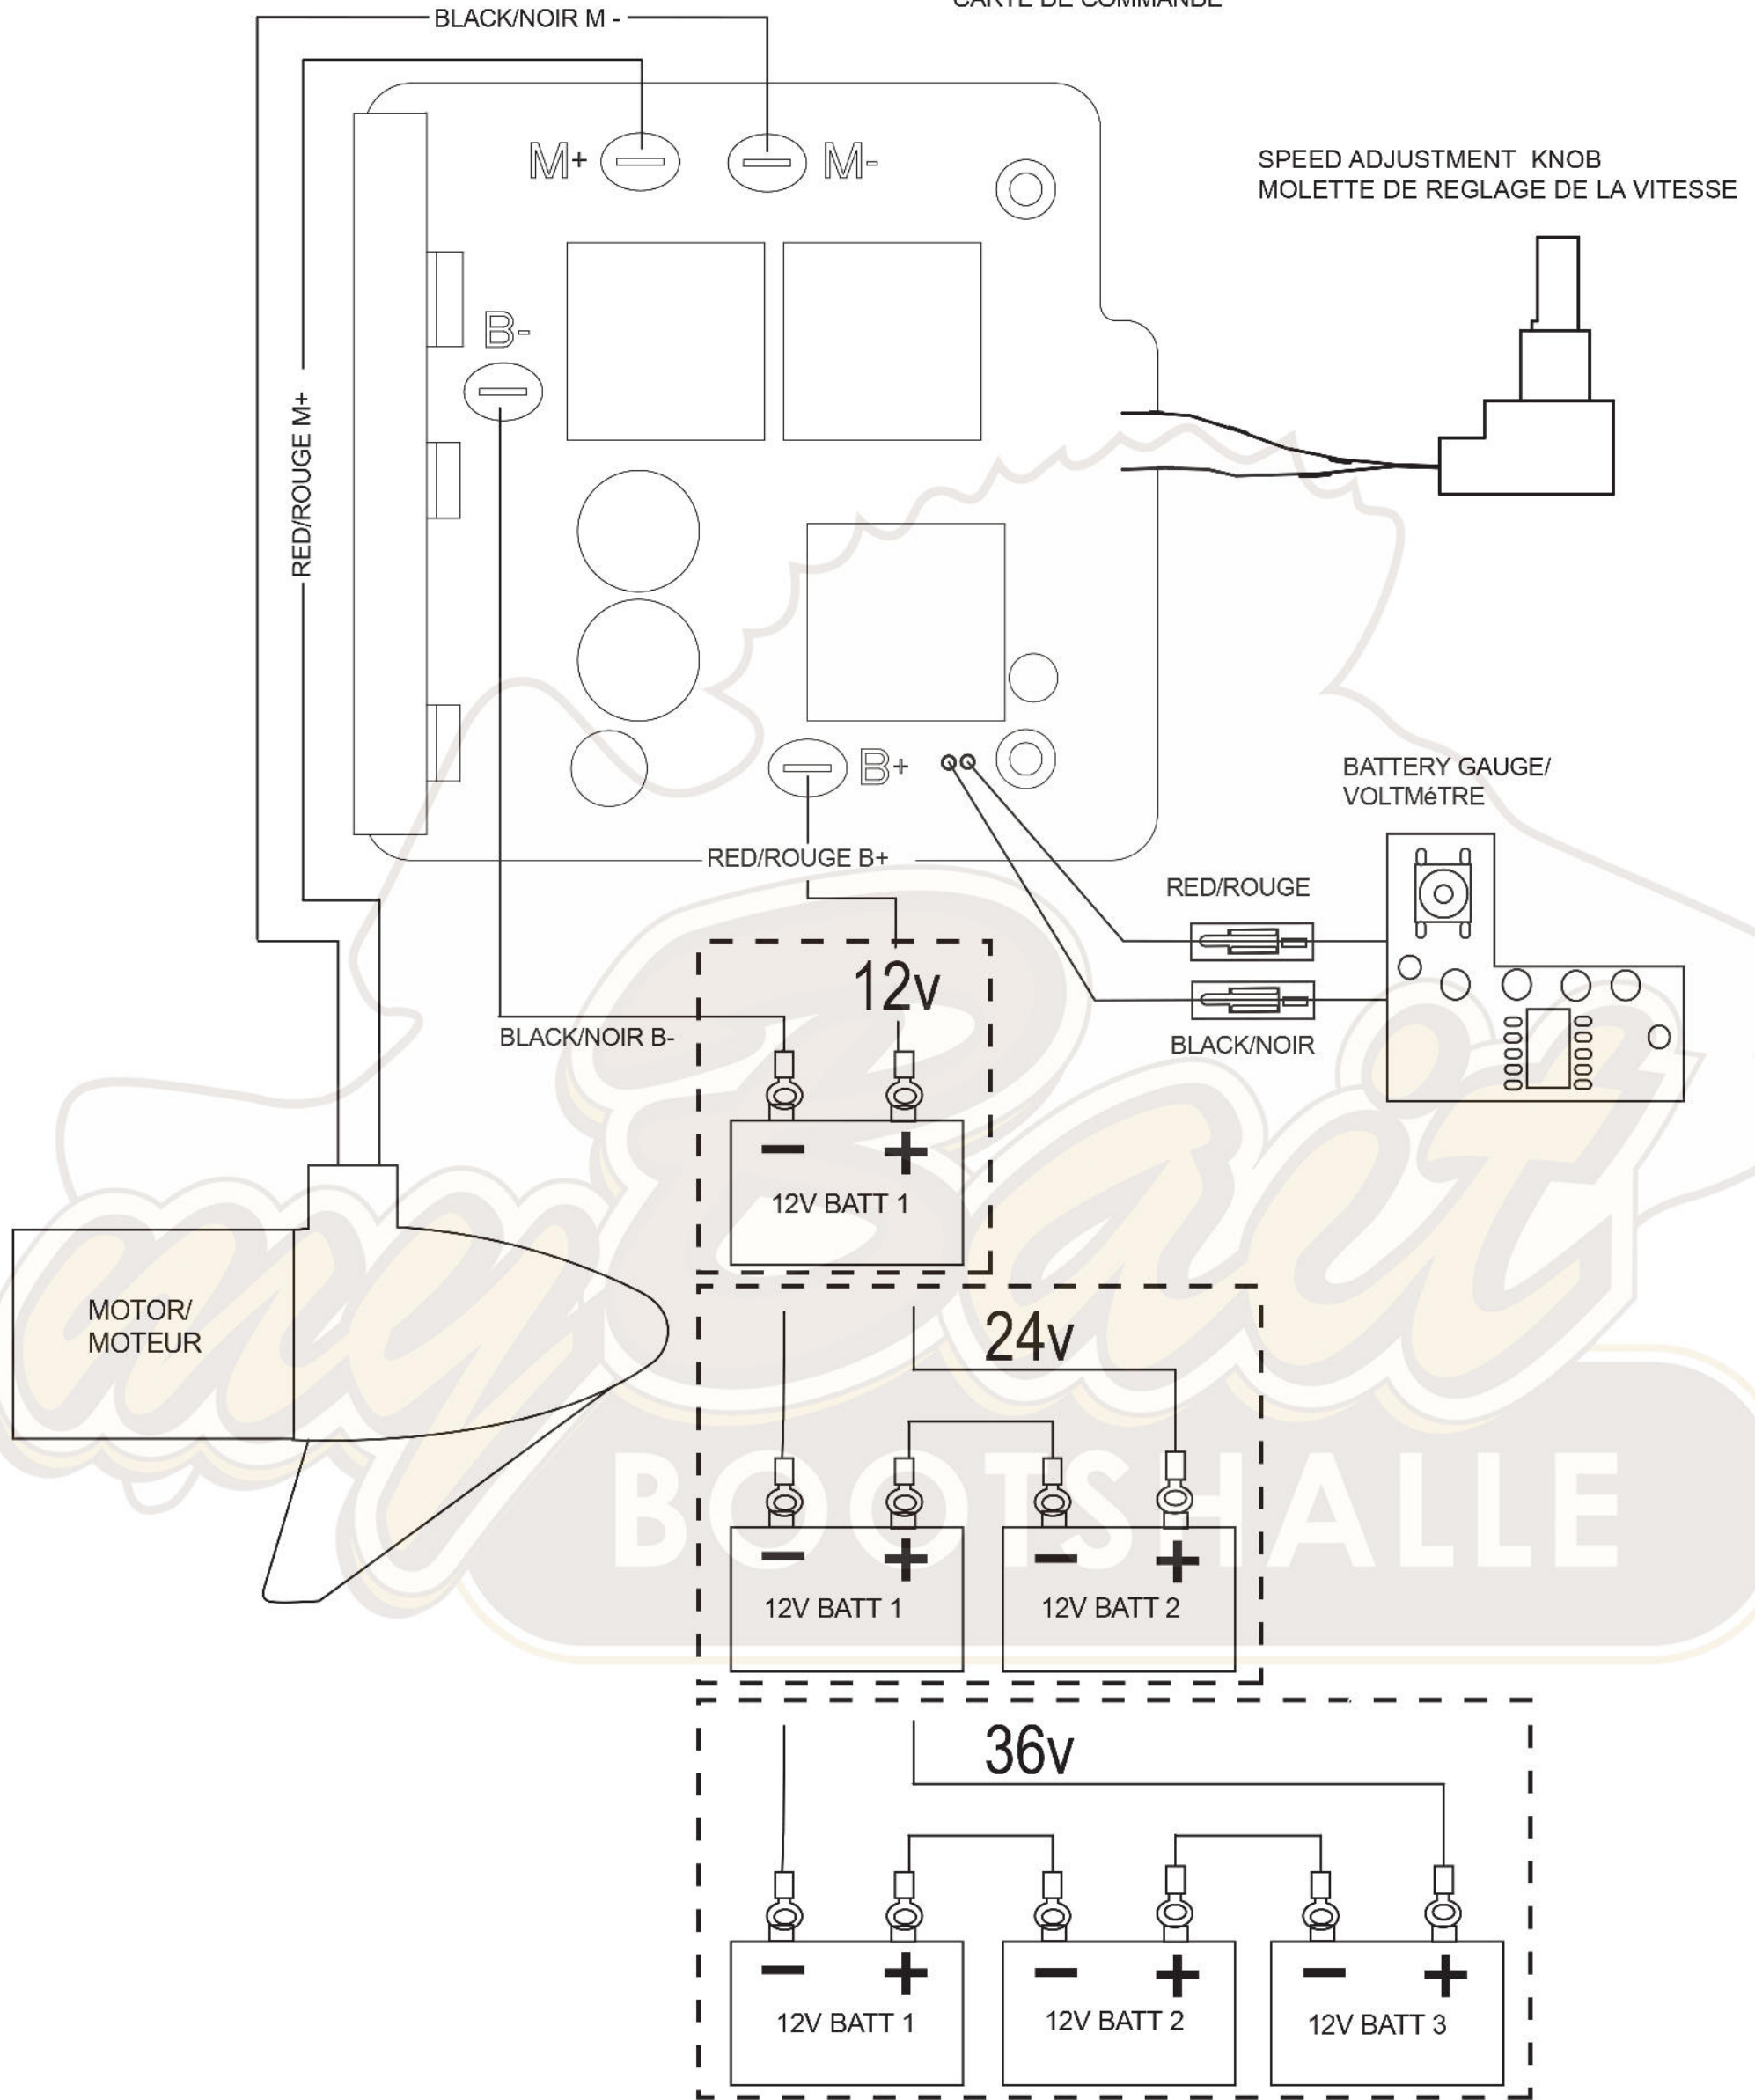 CARTE DE COMMANDE
BLACK/NOIR M -
M+
M-
SPEED ADJUSTMENT KNOB
MOLETTE DE REGLAGE DE LA VITESSE
B-
RED/ROUGE M+
B+
BATTERY GAUGE/
VOLTMéTRE
RED/ROUGE B+
RED/ROUGE
12v
BLACK/NOIR B-
BLACK/NOIR
− +
12V BATT 1
MOTOR/
MOTEUR
24v
− + − +
12V BATT 1 12V BATT 2
36v
− + − + − +
12V BATT 1 12V BATT 2 12V BATT 3
my Bait
BOOTSHALLE